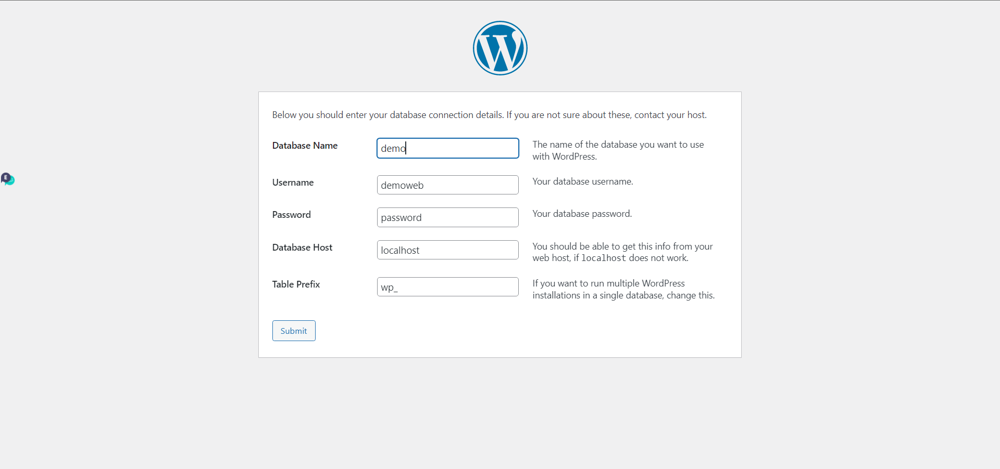 W
Below you should enter your database connection details. If you are not sure about these, contact your host.
Database Name
demo
The name of the database you want to use
with WordPress.
E
Username
demoweb
Your database username.
Password
password
Your database password.
Database Host
localhost
You should be able to get this info from your
web host, if localhost does not work.
Table Prefix
wp_
If you want to run multiple WordPress
installations in a single database, change this.
Submit